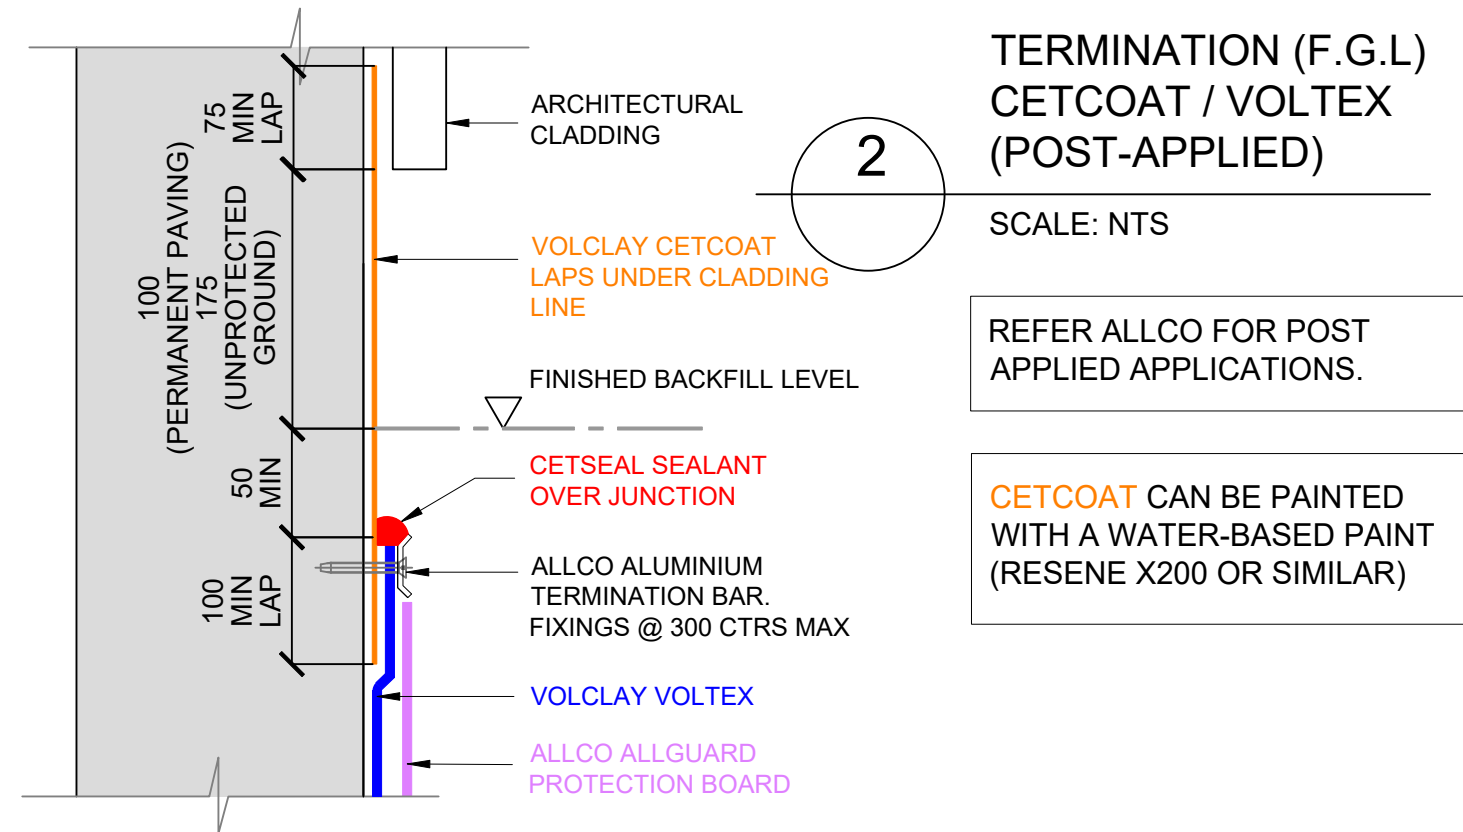 TERMINATION (F.G.L)
CETCOAT / VOLTEX
(POST-APPLIED)
2
SCALE: NTS
75
MIN
LAP
100
(PERMANENT PAVING)
175
(UNPROTECTED
GROUND)
50
MIN
100
MIN
LAP
ARCHITECTURAL
CLADDING
VOLCLAY CETCOAT
LAPS UNDER CLADDING
LINE
FINISHED BACKFILL LEVEL
CETSEAL SEALANT
OVER JUNCTION
ALLCO ALUMINIUM
TERMINATION BAR.
FIXINGS @ 300 CTRS MAX
VOLCLAY VOLTEX
ALLCO ALLGUARD
PROTECTION BOARD
REFER ALLCO FOR POST
APPLIED APPLICATIONS.
CETCOAT CAN BE PAINTED
WITH A WATER-BASED PAINT
(RESENE X200 OR SIMILAR)